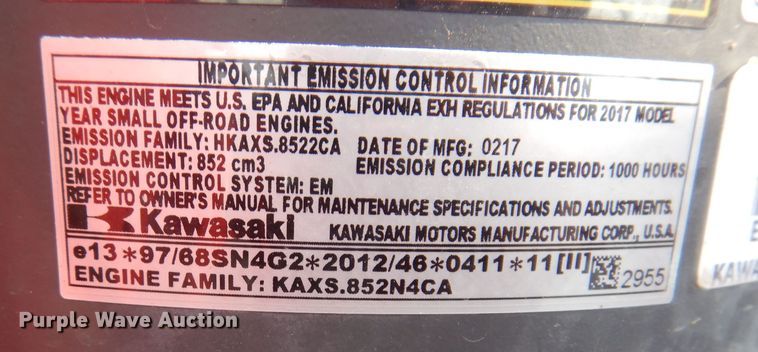 IMPORTANT EMISSION CONTROL INFORMATION
THIS ENGINE MEETS U.S. EPA AND CALIFORNIA EXH REGULATIONS FOR 2017 MODEL
YEAR SMALL OFF-ROAD ENGINES.
EMISSION FAMILY: HKAXS.8522CA DATE OF MFG: 0217
DISPLACEMENT: 852 cm3 EMISSION COMPLIANCE PERIOD: 1000 HOURS
EMISSION CONTROL SYSTEM: EM
REFER TO OWNER'S MANUAL FOR MAINTENANCE SPECIFICATIONS AND ADJUSTMENTS.
Kawasaki KAWASAKI MOTORS MANUFACTURING CORP., U.S.A.
e13*97/68SN4G2*2012/46*0411*11[II] 2955
ENGINE FAMILY: KAXS.852N4CA
Purple Wave Auction